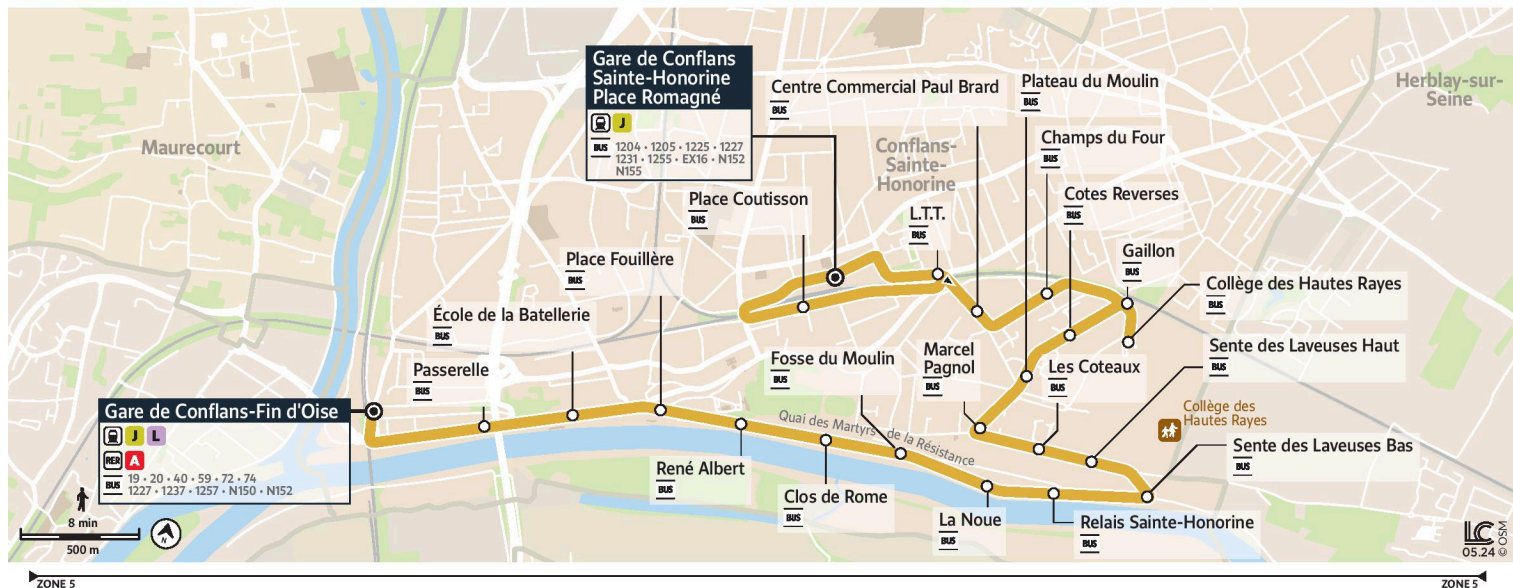 Maurecourt
Herblay-sur-
Seine
Gare de Conflans
Sainte-Honorine
Place Romagné
J
BUS 1204 • 1205 • 1225 • 1227
1231 • 1255 • EX16 • N152
N155
Centre Commercial Paul Brard
BUS
Plateau du Moulin
BUS
Conflans-
Sainte-
Honorine
Champs du Four
BUS
Place Coutisson
BUS
L.T.T.
BUS
Cotes Reverses
BUS
Place Fouillère
BUS
Gaillon
BUS
Collège des Hautes Rayes
BUS
École de la Batellerie
BUS
Passerelle
BUS
Fosse du Moulin
BUS
Marcel
Pagnol
BUS
Les Coteaux
BUS
Sente des Laveuses Haut
BUS
Gare de Conflans-Fin d'Oise
J L
RER A
BUS 19 • 20 • 40 • 59 • 72 • 74
1227 • 1237 • 1257 • N150 • N152
Quai des Martyrs de la Résistance
Collège des
Hautes Rayes
Sente des Laveuses Bas
BUS
René Albert
BUS
Clos de Rome
BUS
La Noue
BUS
Relais Sainte-Honorine
BUS
8 min
500 m
N
LC
05.24
© OSM
ZONE 5
ZONE 5